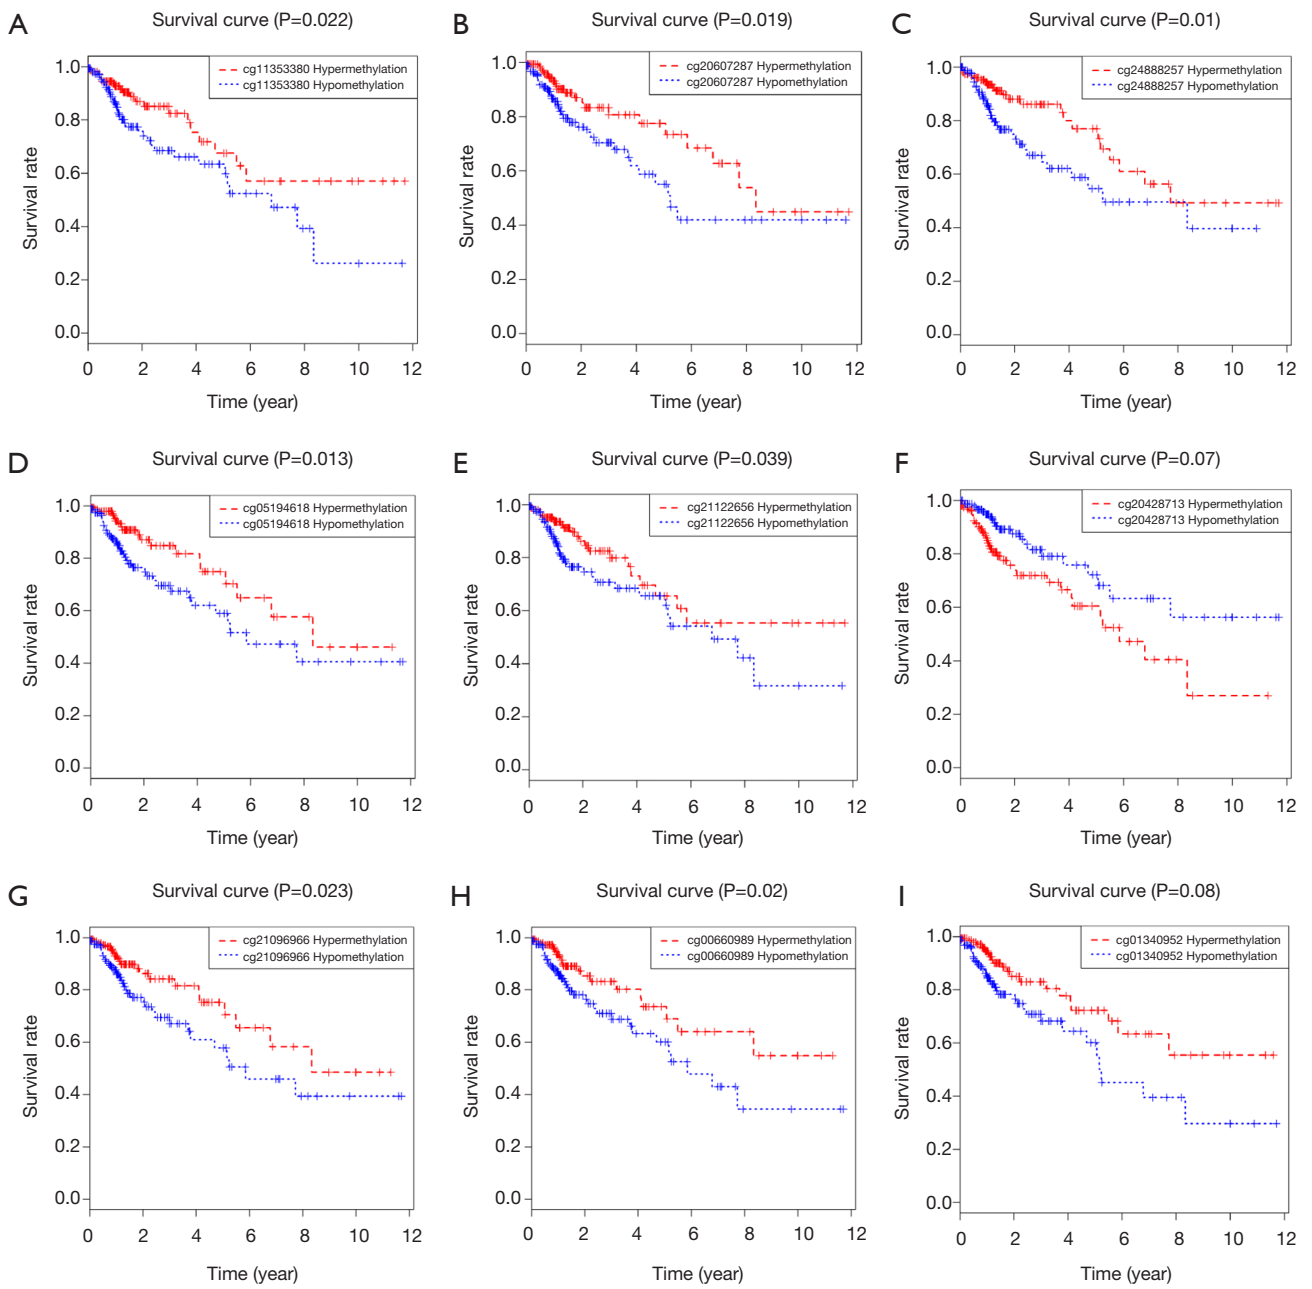 A
Survival curve (P=0.022)
cg11353380 Hypermethylation
cg11353380 Hypomethylation
Survival rate
1.0
0.8
0.6
0.4
0.2
0.0
0 2 4 6 8 10 12
Time (year)
B
Survival curve (P=0.019)
cg20607287 Hypermethylation
cg20607287 Hypomethylation
Survival rate
1.0
0.8
0.6
0.4
0.2
0.0
0 2 4 6 8 10 12
Time (year)
C
Survival curve (P=0.01)
cg24888257 Hypermethylation
cg24888257 Hypomethylation
Survival rate
1.0
0.8
0.6
0.4
0.2
0.0
0 2 4 6 8 10 12
Time (year)
D
Survival curve (P=0.013)
cg05194618 Hypermethylation
cg05194618 Hypomethylation
Survival rate
1.0
0.8
0.6
0.4
0.2
0.0
0 2 4 6 8 10 12
Time (year)
E
Survival curve (P=0.039)
cg21122656 Hypermethylation
cg21122656 Hypomethylation
Survival rate
1.0
0.8
0.6
0.4
0.2
0.0
0 2 4 6 8 10 12
Time (year)
F
Survival curve (P=0.07)
cg20428713 Hypermethylation
cg20428713 Hypomethylation
Survival rate
1.0
0.8
0.6
0.4
0.2
0.0
0 2 4 6 8 10 12
Time (year)
G
Survival curve (P=0.023)
cg21096966 Hypermethylation
cg21096966 Hypomethylation
Survival rate
1.0
0.8
0.6
0.4
0.2
0.0
0 2 4 6 8 10 12
Time (year)
H
Survival curve (P=0.02)
cg00660989 Hypermethylation
cg00660989 Hypomethylation
Survival rate
1.0
0.8
0.6
0.4
0.2
0.0
0 2 4 6 8 10 12
Time (year)
I
Survival curve (P=0.08)
cg01340952 Hypermethylation
cg01340952 Hypomethylation
Survival rate
1.0
0.8
0.6
0.4
0.2
0.0
0 2 4 6 8 10 12
Time (year)